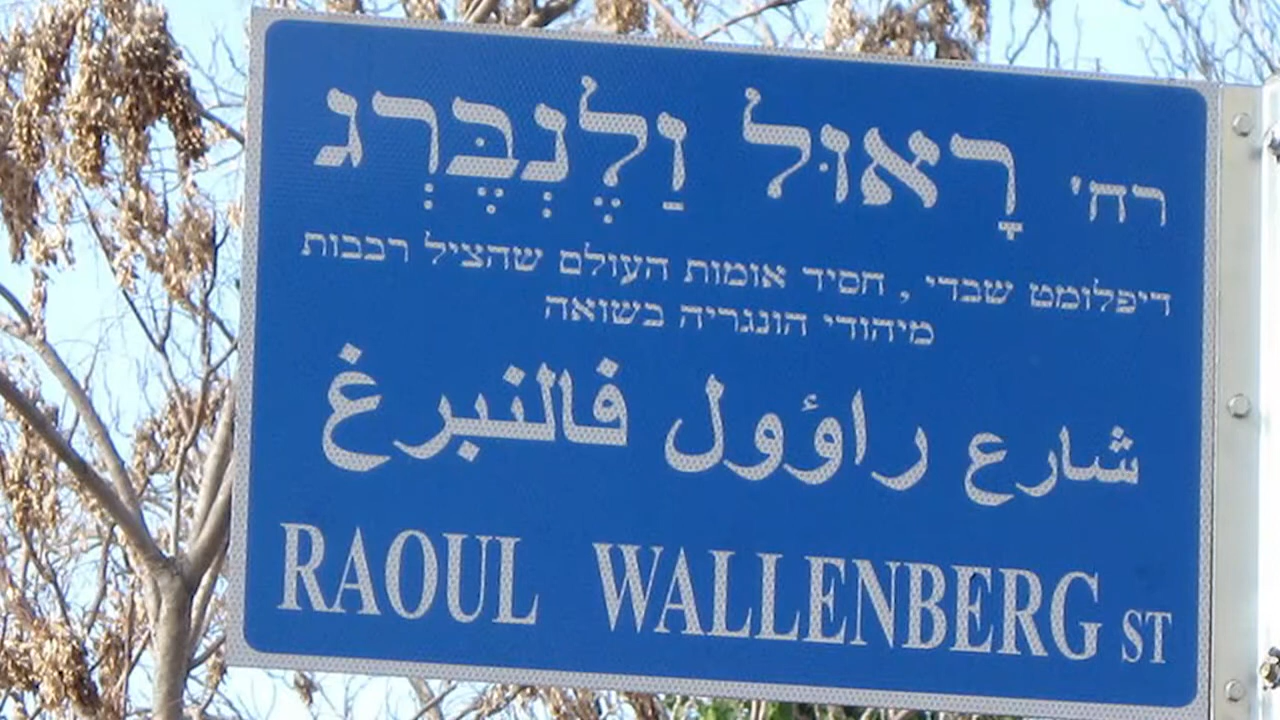 רח' רָאוּל וַלֶנְבֶּרְג
דיפלומט שבדי , חסיד אומות העולם שהציל רבבות
מיהודי הונגריה בשואה
شارع راؤول فالنبرغ
RAOUL WALLENBERG ST